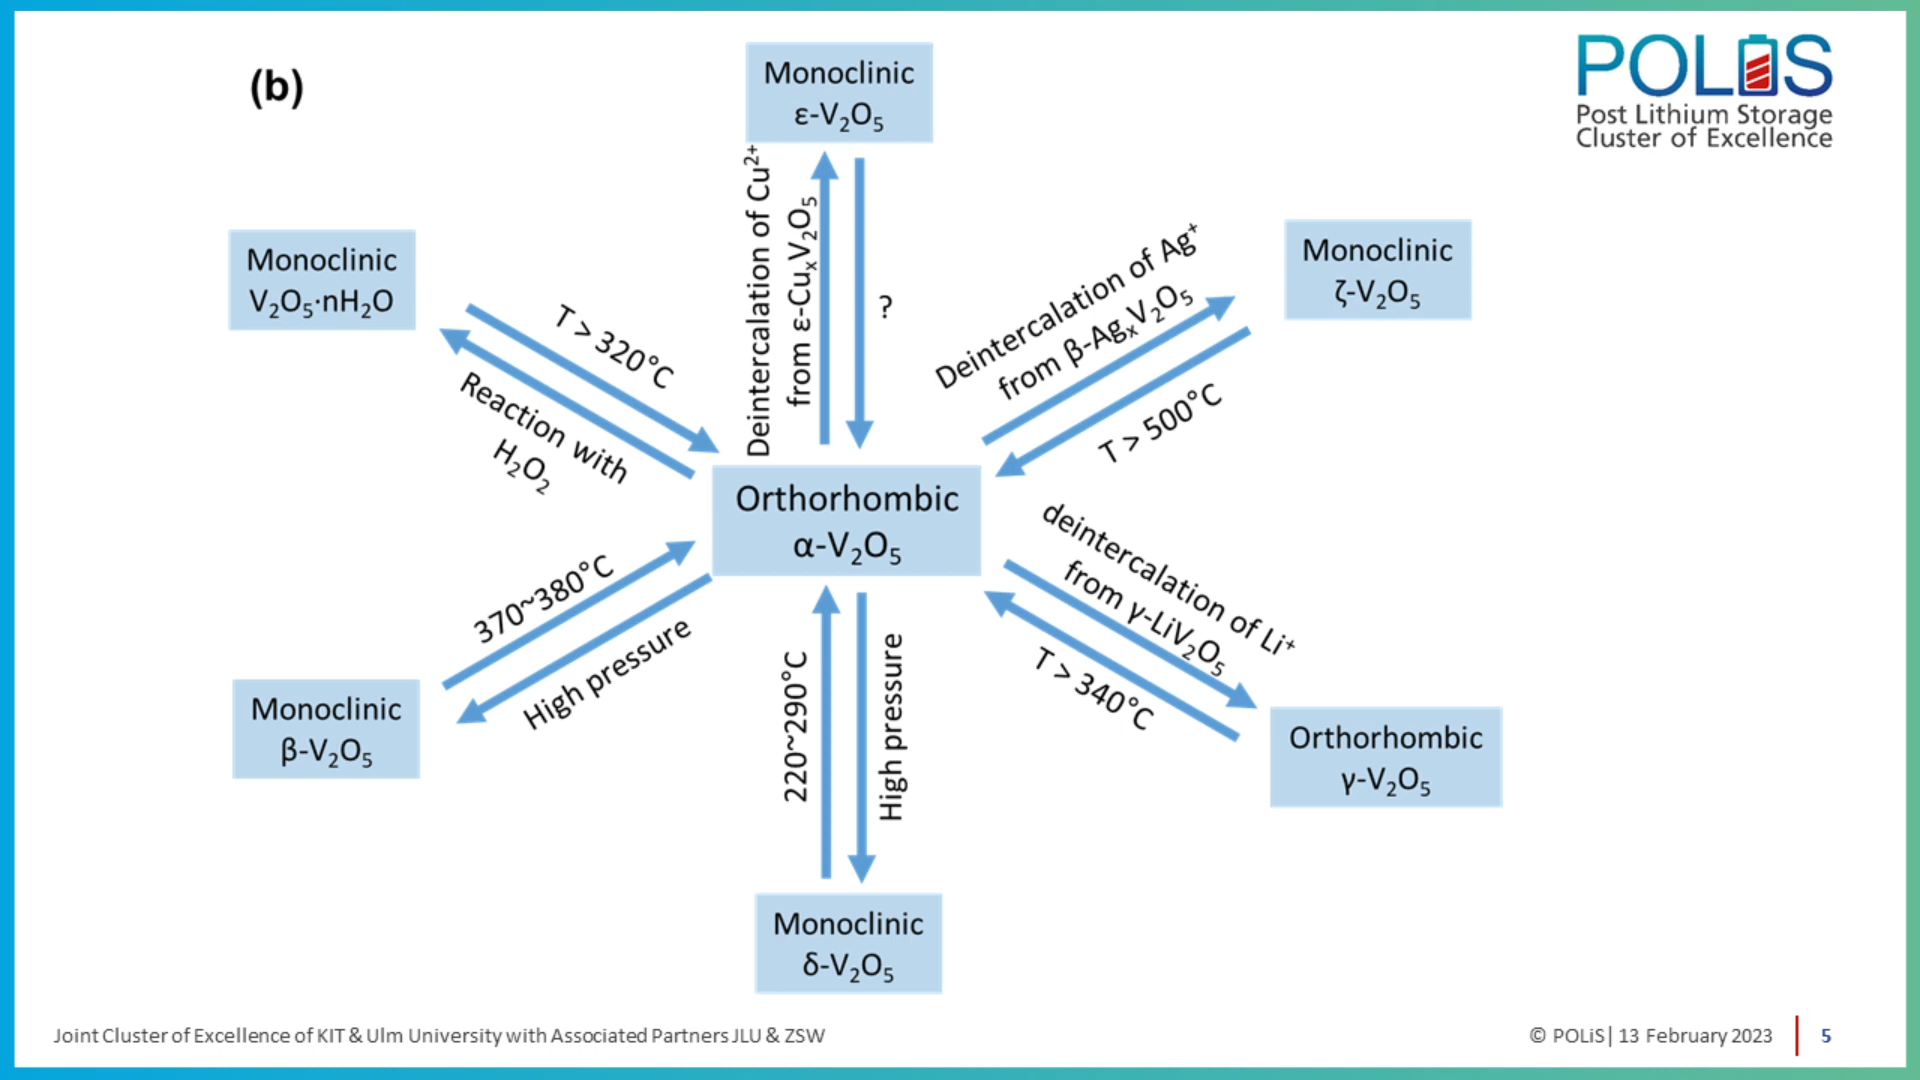 (b)
POLiS
Post Lithium Storage
Cluster of Excellence
Monoclinic
ε-V₂O₅
Deintercalation of Cu²⁺
from ε-CuₓV₂O₅
?
Monoclinic
V₂O₅·nH₂O
T > 320°C
Reaction with
H₂O₂
Deintercalation of Ag⁺
from β-AgₓV₂O₅
T > 500°C
Monoclinic
ζ-V₂O₅
Orthorhombic
α-V₂O₅
370~380°C
High pressure
Monoclinic
β-V₂O₅
220~290°C
High pressure
deintercalation of Li⁺
from γ-LiV₂O₅
T > 340°C
Orthorhombic
γ-V₂O₅
Monoclinic
δ-V₂O₅
Joint Cluster of Excellence of KIT & Ulm University with Associated Partners JLU & ZSW
© POLiS| 13 February 2023
5